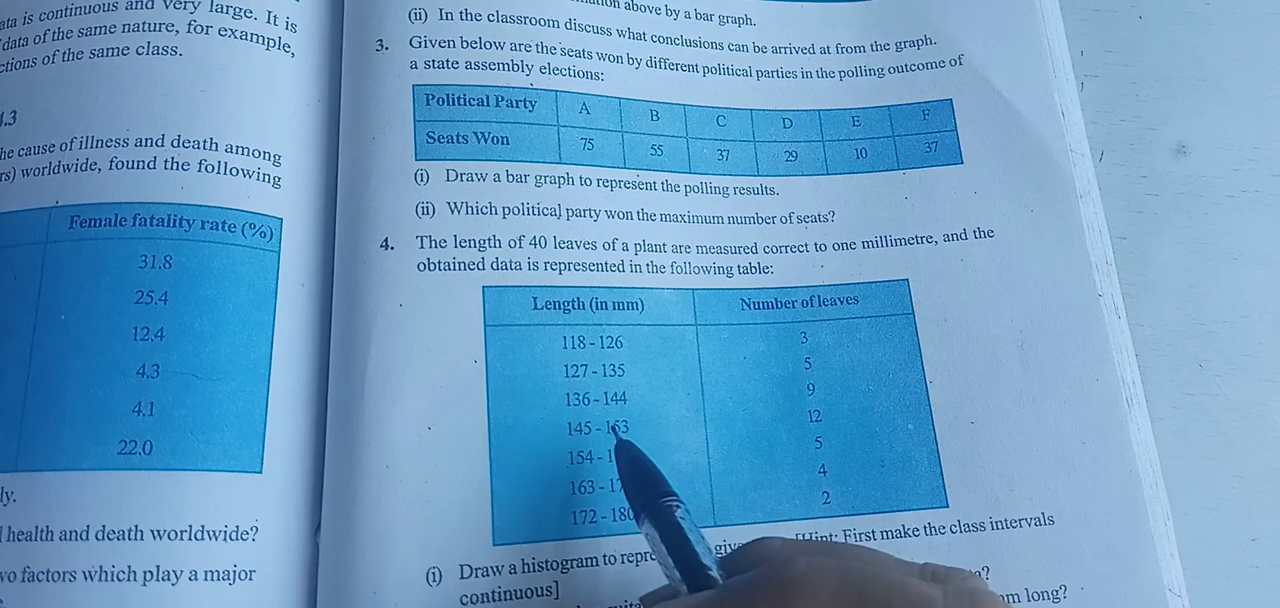 ata is continuous and very large. It is
data of the same nature, for example,
ctions of the same class.
1.3
he cause of illness and death among
rs) worldwide, found the following
Female fatality rate (%)
31.8
25.4
12.4
4.3
4.1
22.0
ly.
health and death worldwide?
vo factors which play a major
above by a bar graph.
(ii) In the classroom discuss what conclusions can be arrived at from the graph.
3. Given below are the seats won by different political parties in the polling outcome of
a state assembly elections:
Political Party A B C D E F
Seats Won 75 55 37 29 10 37
(i) Draw a bar graph to represent the polling results.
(ii) Which political party won the maximum number of seats?
4. The length of 40 leaves of a plant are measured correct to one millimetre, and the
obtained data is represented in the following table:
Length (in mm) Number of leaves
118 - 126 3
127 - 135 5
136 - 144 9
145 - 153 12
154 - 1 5
163 - 17 4
172 - 180 2
(i) Draw a histogram to repre give [Hint: First make the class intervals
continuous]
m long?